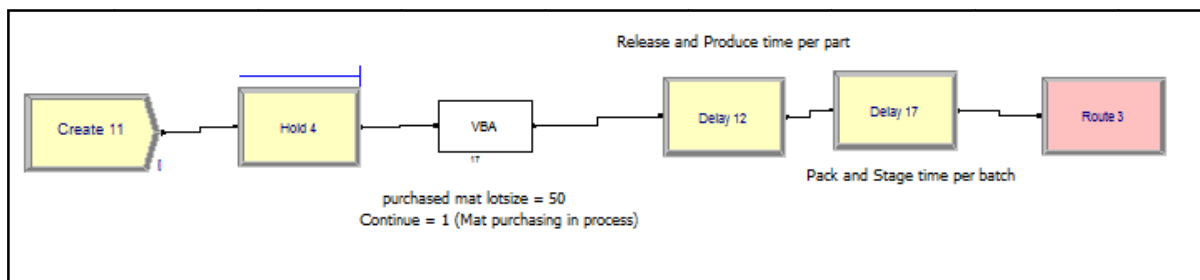 Release and Produce time per part
Create 11
Hold 4
VBA
Delay 12
Delay 17
Route 3
17
Pack and Stage time per batch
purchased mat lotsize = 50
Continue = 1 (Mat purchasing in process)